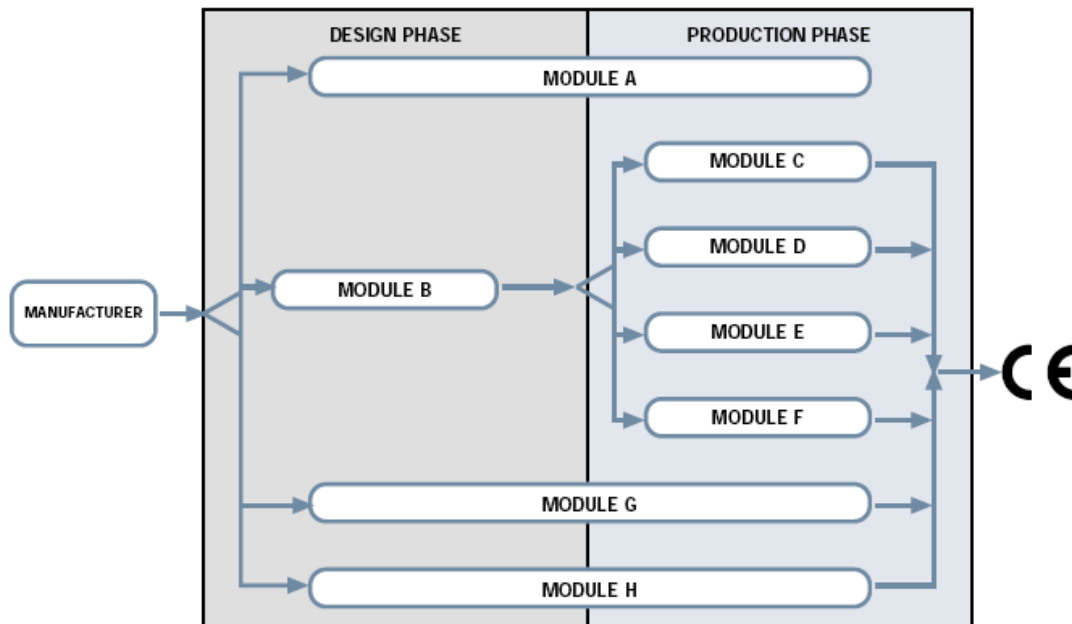 DESIGN PHASE
PRODUCTION PHASE
MODULE A
MODULE C
MODULE D
MODULE B
MANUFACTURER
MODULE E
CE
MODULE F
MODULE G
MODULE H